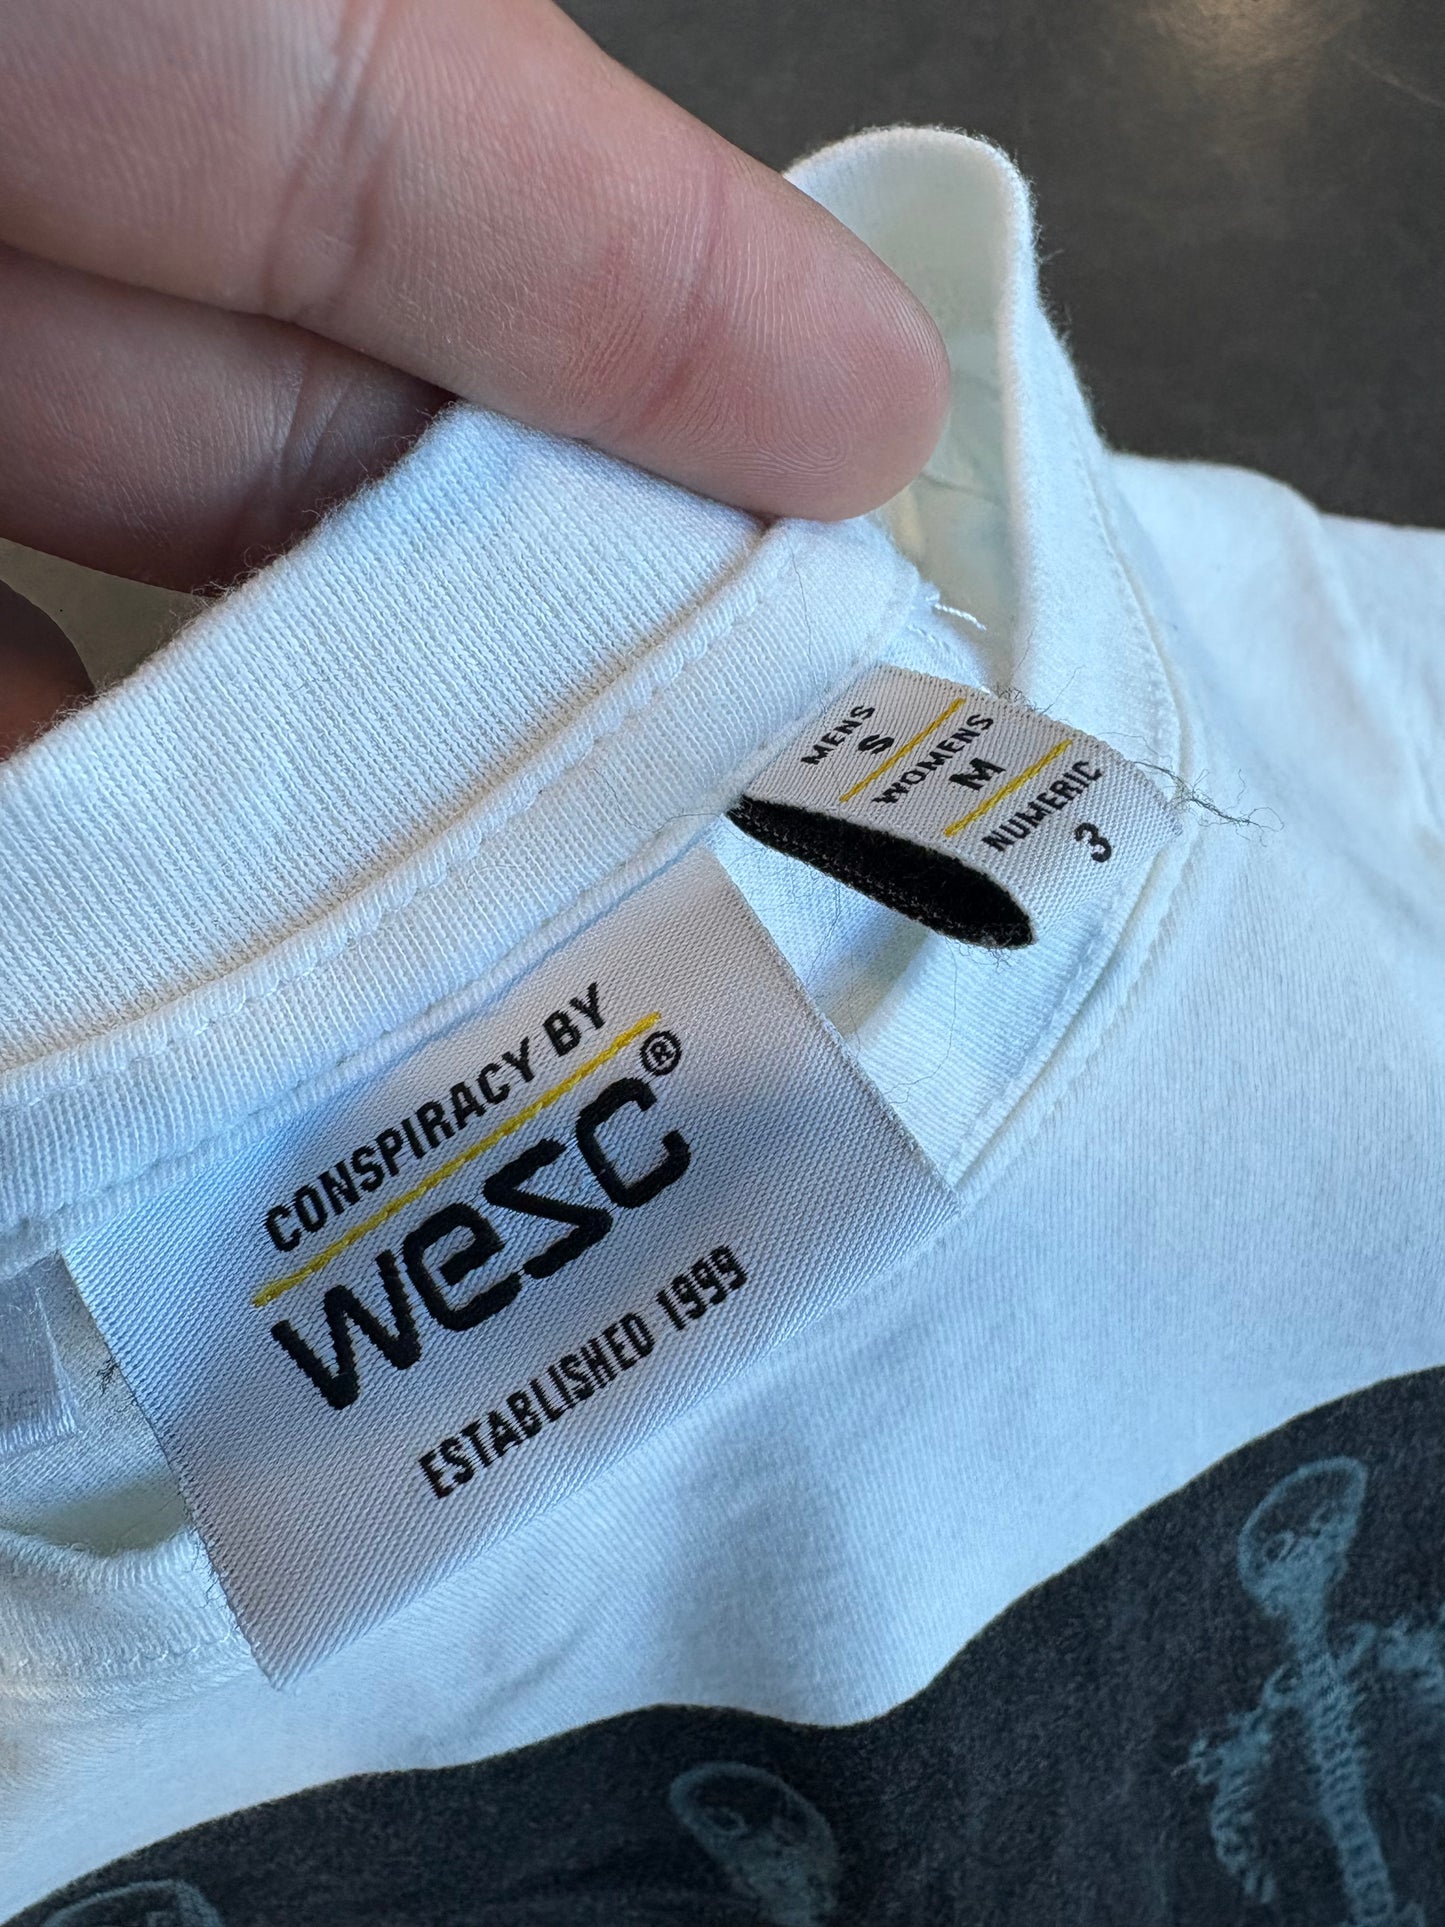 MENS
S
WOMENS
M
NUMERIC
3
CONSPIRACY BY
wesc®
ESTABLISHED 1999